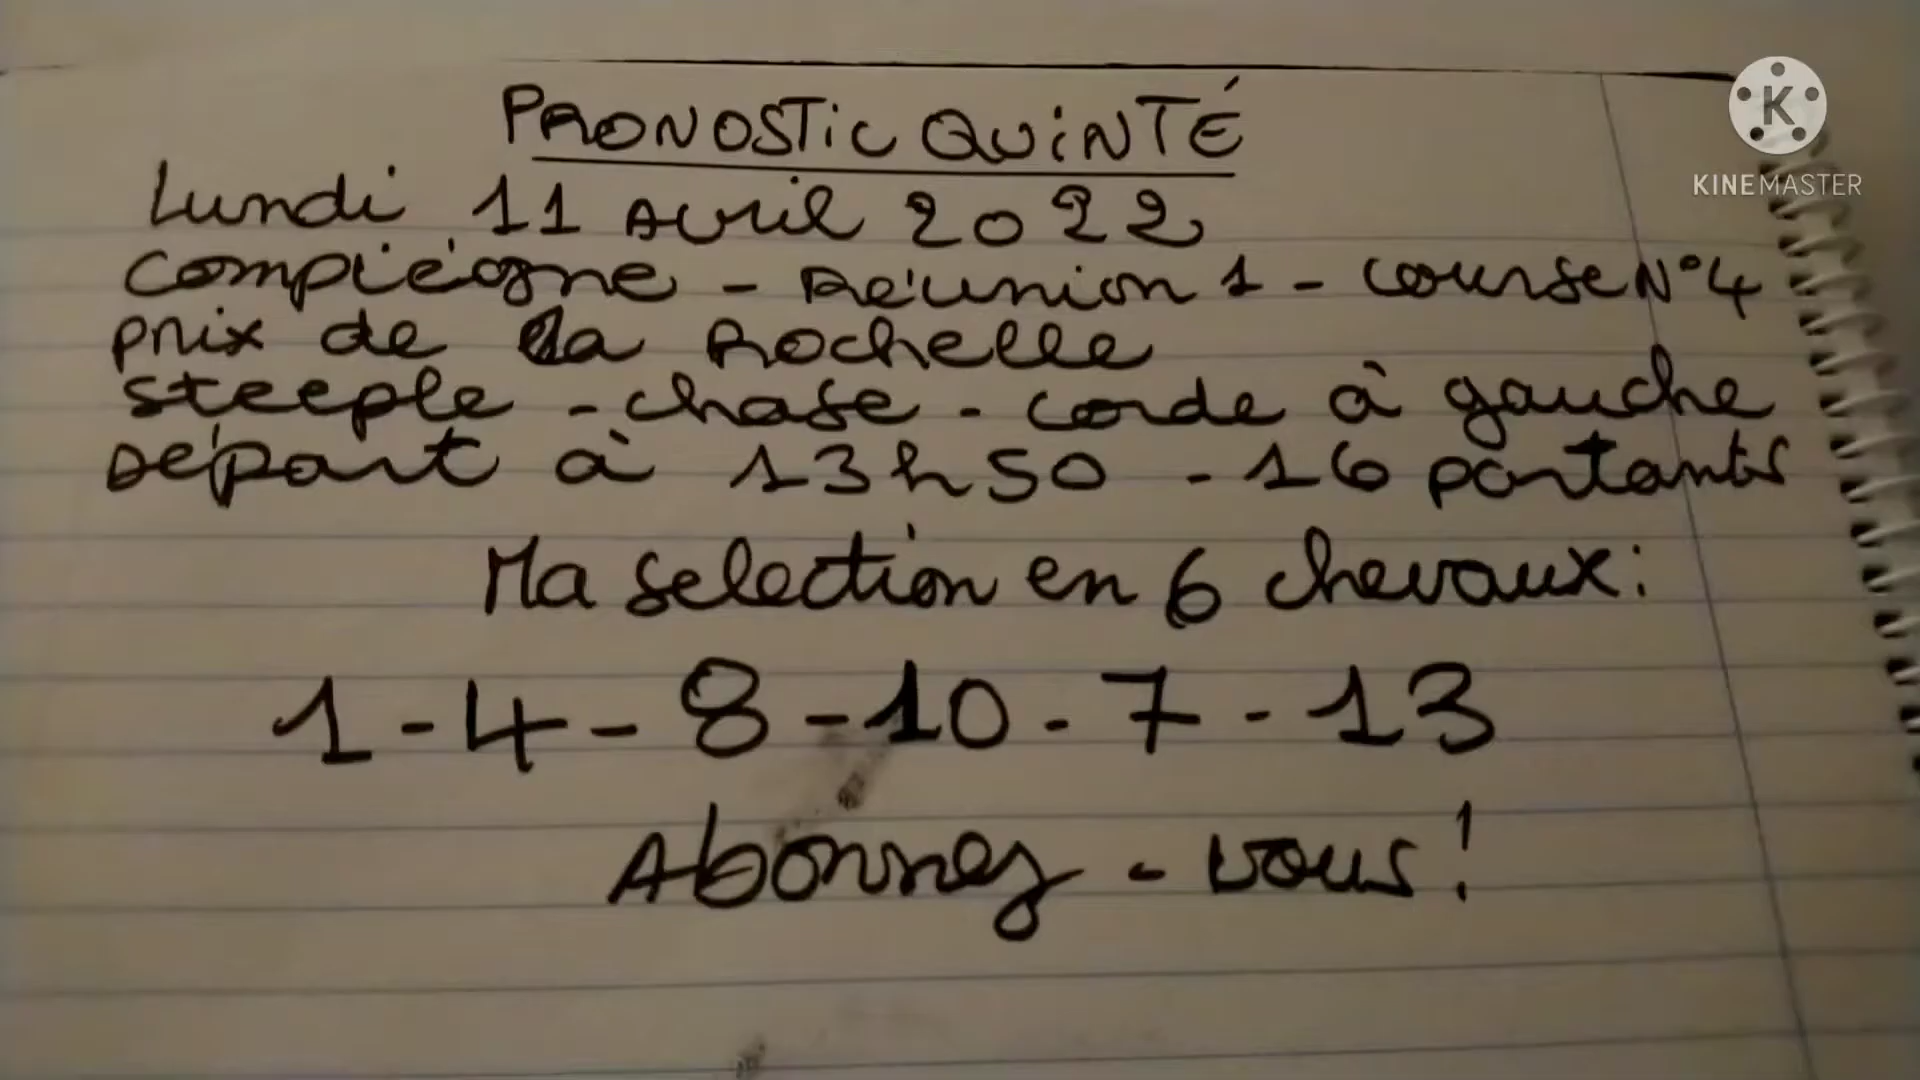 PRONOSTIC QUINTÉ
Lundi 11 Avril 2022
Compiégne - Réunion 1 - course N°4
prix de la Rochelle
steeple - chase - corde à gauche
Départ à 13h50 - 16 partants
Ma selection en 6 chevaux :
1 - 4 - 8 - 10 - 7 - 13
Abonnez - vous !
K
KINEMASTER